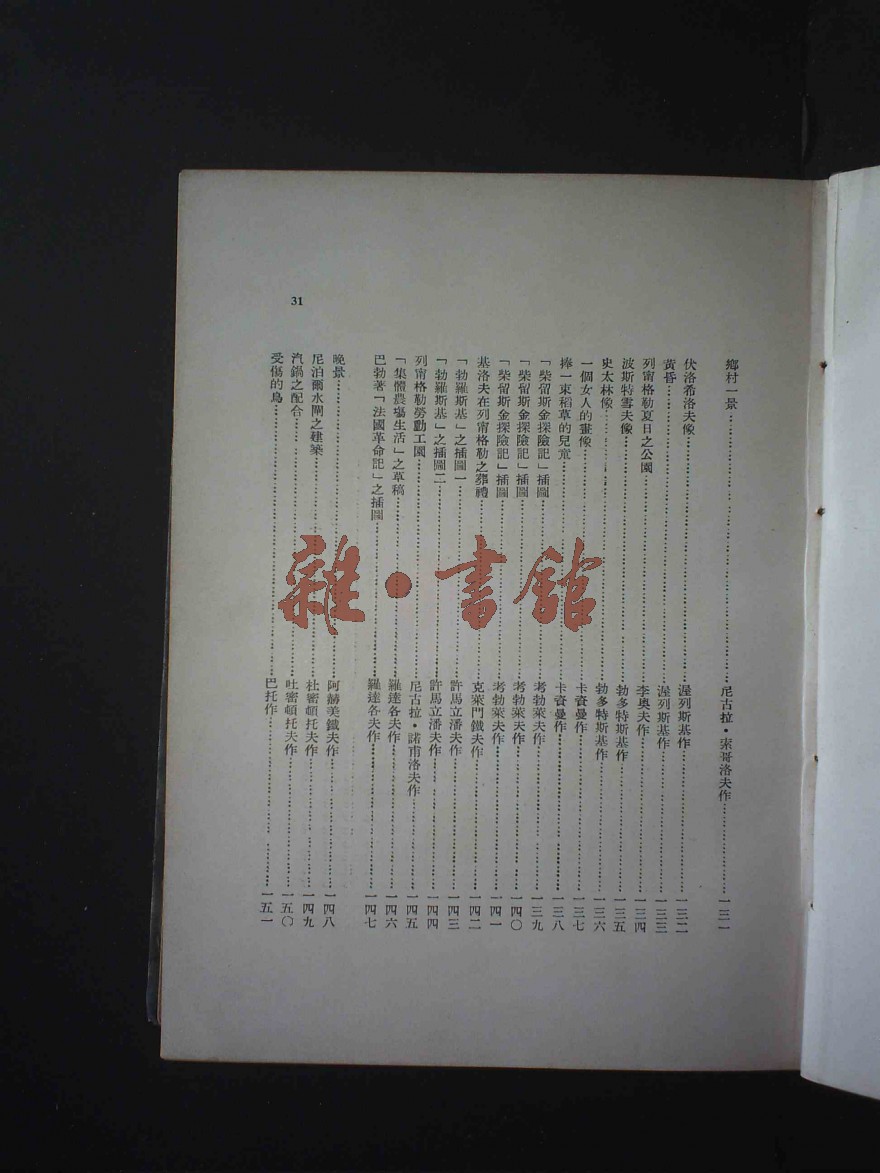 鄉村一景……尼古拉・索哥洛夫作……一三一
伏洛希洛夫像……渥列斯基作……一三二
黃昏……渥列斯基作……一三三
列甯格勒夏日之公園……李奧夫作……一三四
波斯特雪夫像……勃多特斯基作……一三五
史太林像……勃多特斯基作……一三六
一個女人的畫像……卡資曼作……一三七
捧一束稻草的兒童……卡資曼作……一三八
「柴留斯金探險記」插圖……考勃萊夫作……一三九
「柴留斯金探險記」插圖……考勃萊夫作……一四〇
「柴留斯金探險記」插圖……考勃萊夫作……一四一
基洛夫在列甯格勒之葬禮……克萊門鐵夫作……一四二
「勃羅斯基」之插圖一……許馬立潘夫作……一四三
「勃羅斯基」之插圖二……許馬立潘夫作……一四四
列甯格勒勞動工園……尼古拉・諾甫洛夫作……一四五
「集體農場生活」之草稿……羅達各夫作……一四六
巴勃著「法國革命記」之插圖……羅達各夫作……一四七
晚景……阿赫美鐵夫作……一四八
尼泊爾水閘之建築……杜密頓托夫作……一四九
汽鍋之配合……吐密頓托夫作……一五〇
受傷的鳥……巴托作……一五一
31
雜・書館